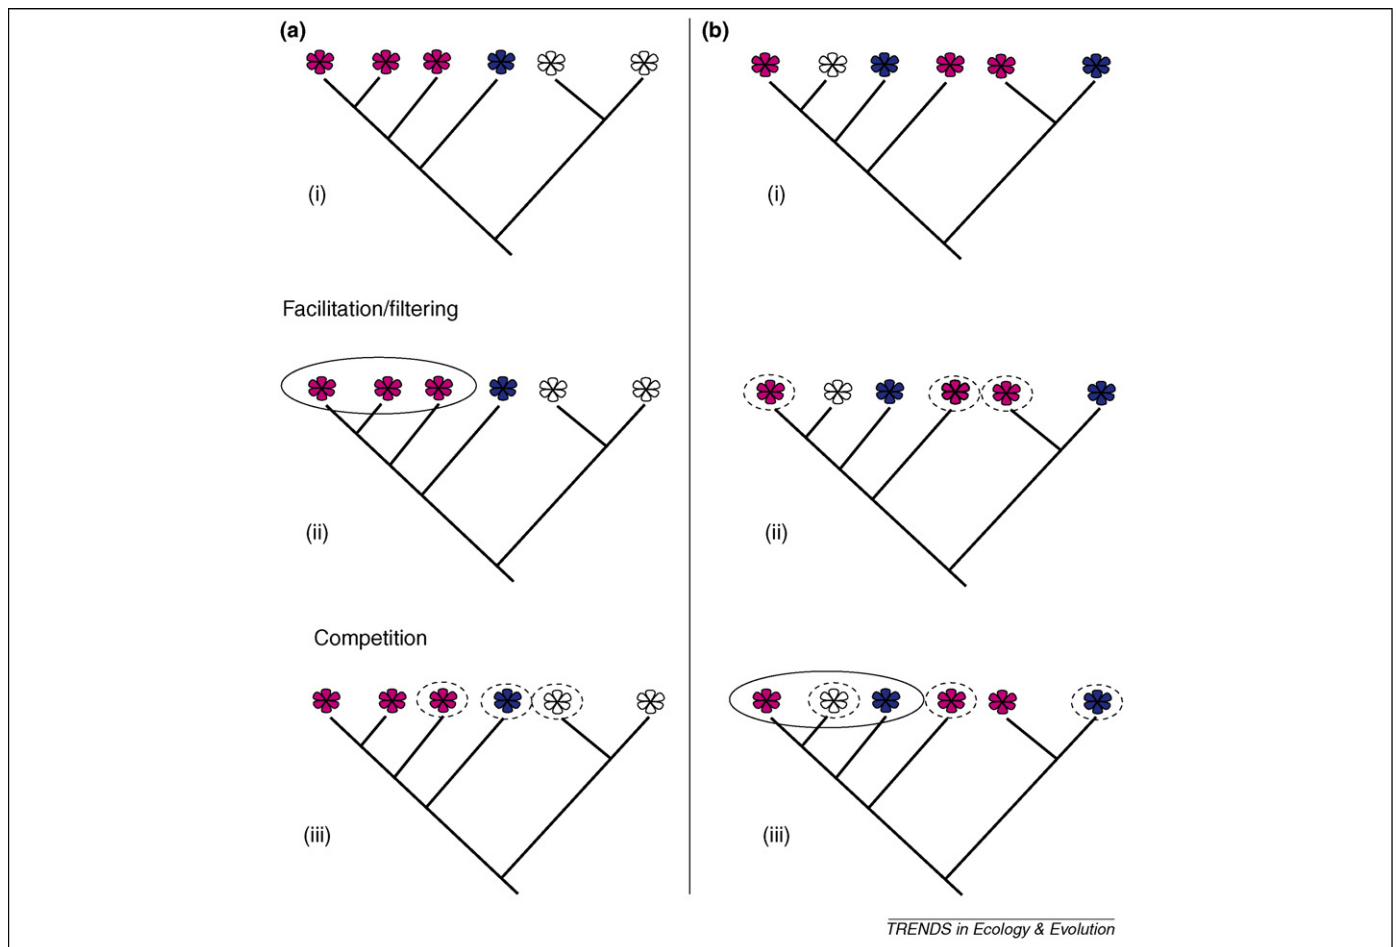 (a)
(i)
Facilitation/filtering
(ii)
Competition
(iii)
(b)
(i)
(ii)
(iii)
TRENDS in Ecology & Evolution